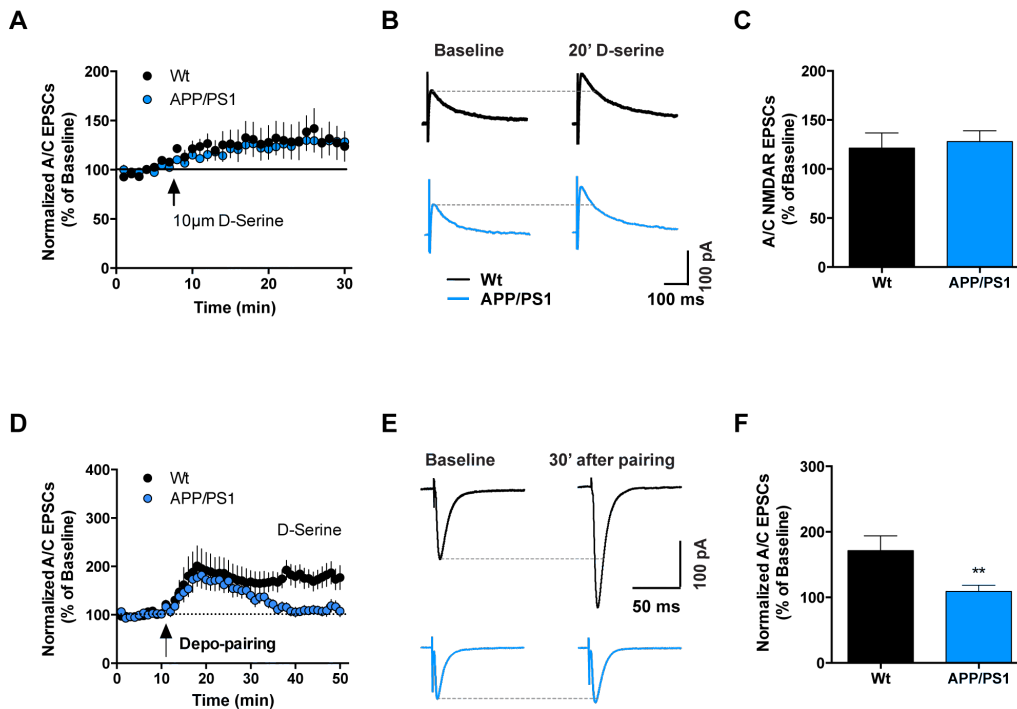 A
Normalized A/C EPSCs
(% of Baseline)
200
150
100
50
0
Wt
APP/PS1
10µm D-Serine
0
10
20
30
Time (min)
B
Baseline
20' D-serine
Wt
APP/PS1
100 pA
100 ms
C
A/C NMDAR EPSCs
(% of Baseline)
200
150
100
50
0
Wt
APP/PS1
D
Normalized A/C EPSCs
(% of Baseline)
400
300
200
100
0
Wt
APP/PS1
D-Serine
Depo-pairing
0
10
20
30
40
50
Time (min)
E
Baseline
30' after pairing
100 pA
50 ms
F
Normalized A/C EPSCs
(% of Baseline)
300
200
100
0
**
Wt
APP/PS1